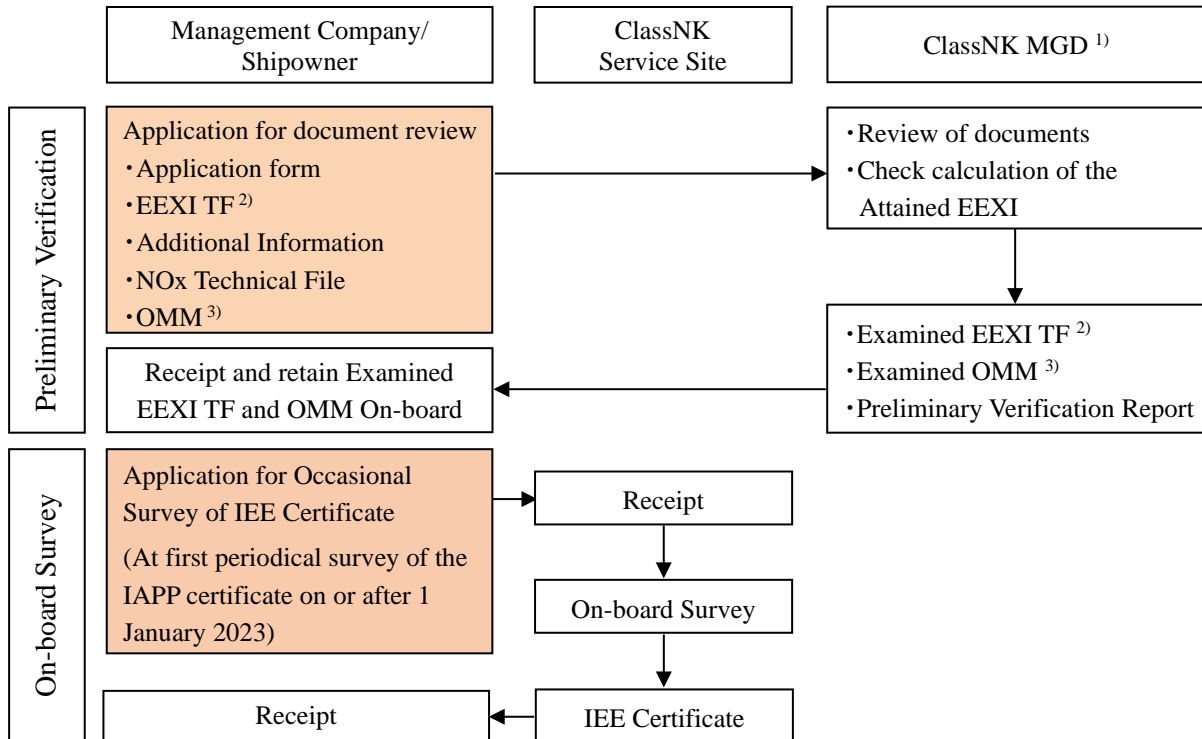 Management Company/
Shipowner
ClassNK
Service Site
ClassNK MGD 1)
Preliminary Verification
Application for document review
・Application form
・EEXI TF 2)
・Additional Information
・NOx Technical File
・OMM 3)
・Review of documents
・Check calculation of the
Attained EEXI
・Examined EEXI TF 2)
・Examined OMM 3)
・Preliminary Verification Report
Receipt and retain Examined
EEXI TF and OMM On-board
On-board Survey
Application for Occasional
Survey of IEE Certificate
(At first periodical survey of the
IAPP certificate on or after 1
January 2023)
Receipt
On-board Survey
IEE Certificate
Receipt